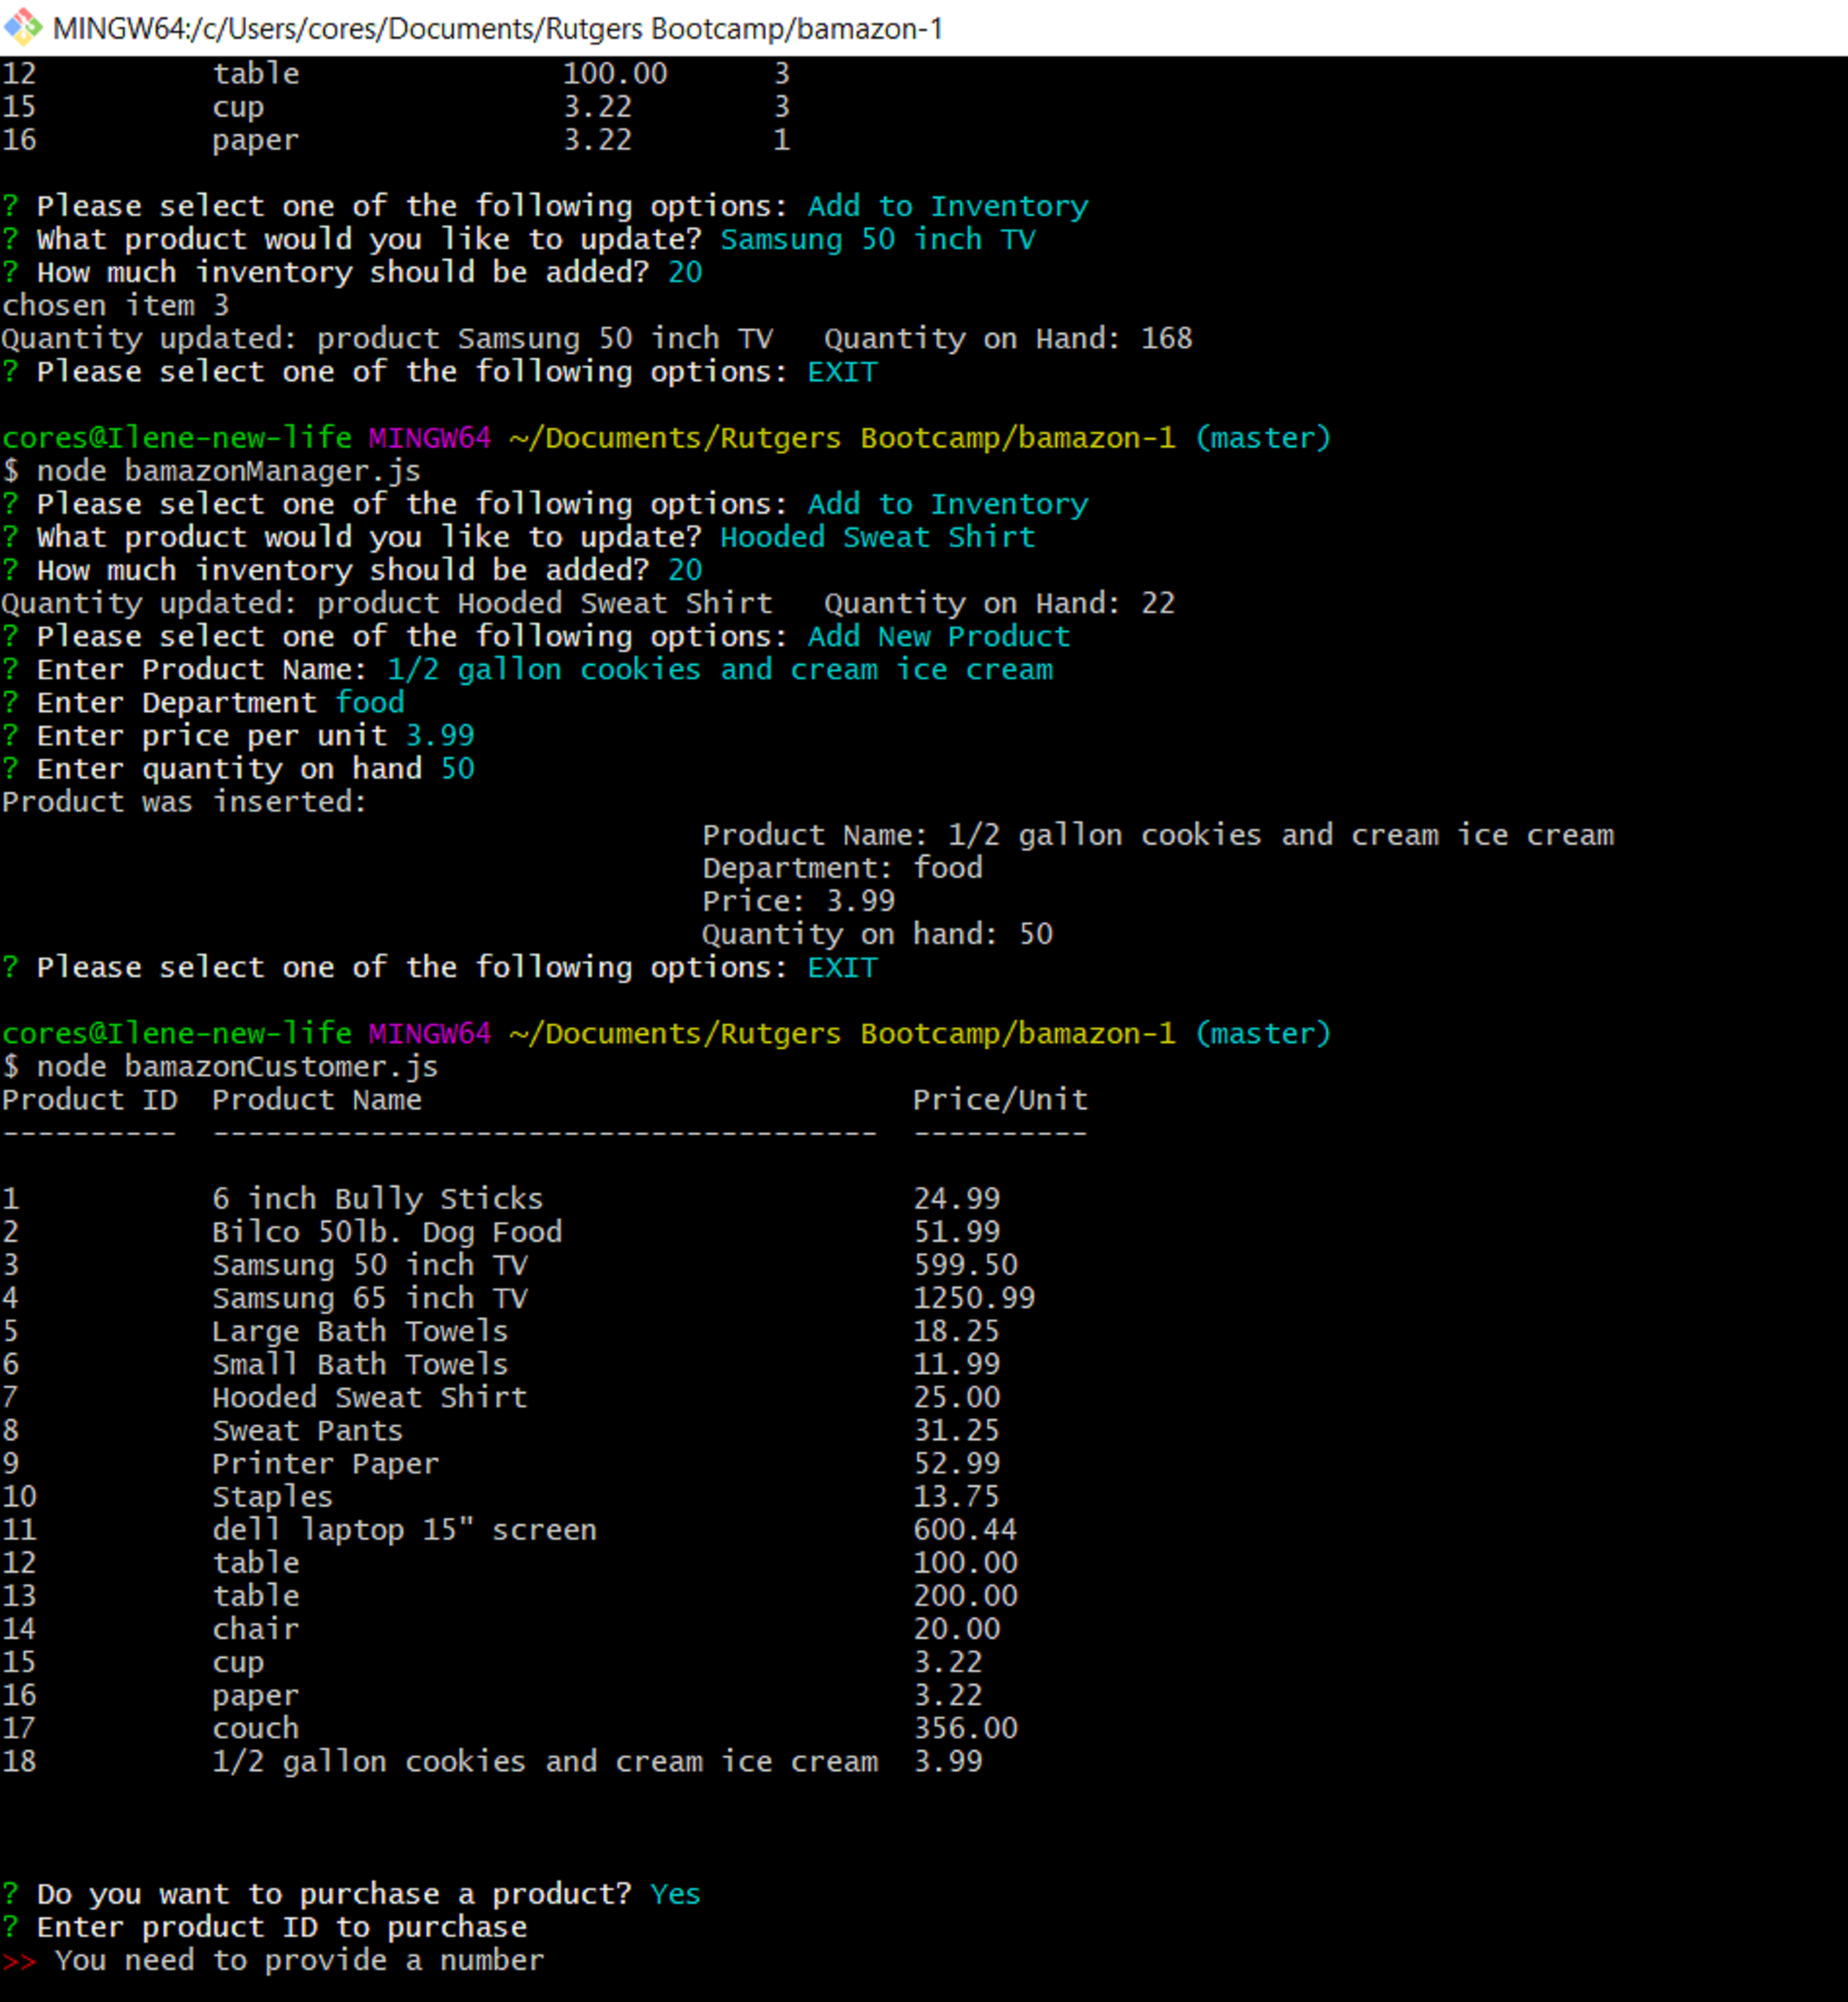 MINGW64:/c/Users/cores/Documents/Rutgers Bootcamp/bamazon-1
12 table 100.00 3
15 cup 3.22 3
16 paper 3.22 1
? Please select one of the following options: Add to Inventory
? What product would you like to update? Samsung 50 inch TV
? How much inventory should be added? 20
chosen item 3
Quantity updated: product Samsung 50 inch TV Quantity on Hand: 168
? Please select one of the following options: EXIT
cores@Ilene-new-life MINGW64 ~/Documents/Rutgers Bootcamp/bamazon-1 (master)
$ node bamazonManager.js
? Please select one of the following options: Add to Inventory
? What product would you like to update? Hooded Sweat Shirt
? How much inventory should be added? 20
Quantity updated: product Hooded Sweat Shirt Quantity on Hand: 22
? Please select one of the following options: Add New Product
? Enter Product Name: 1/2 gallon cookies and cream ice cream
? Enter Department food
? Enter price per unit 3.99
? Enter quantity on hand 50
Product was inserted:
Product Name: 1/2 gallon cookies and cream ice cream
Department: food
Price: 3.99
Quantity on hand: 50
? Please select one of the following options: EXIT
cores@Ilene-new-life MINGW64 ~/Documents/Rutgers Bootcamp/bamazon-1 (master)
$ node bamazonCustomer.js
Product ID Product Name Price/Unit
---------- -------------------------------------- ----------
1 6 inch Bully Sticks 24.99
2 Bilco 50lb. Dog Food 51.99
3 Samsung 50 inch TV 599.50
4 Samsung 65 inch TV 1250.99
5 Large Bath Towels 18.25
6 Small Bath Towels 11.99
7 Hooded Sweat Shirt 25.00
8 Sweat Pants 31.25
9 Printer Paper 52.99
10 Staples 13.75
11 dell laptop 15" screen 600.44
12 table 100.00
13 table 200.00
14 chair 20.00
15 cup 3.22
16 paper 3.22
17 couch 356.00
18 1/2 gallon cookies and cream ice cream 3.99
? Do you want to purchase a product? Yes
? Enter product ID to purchase
>> You need to provide a number